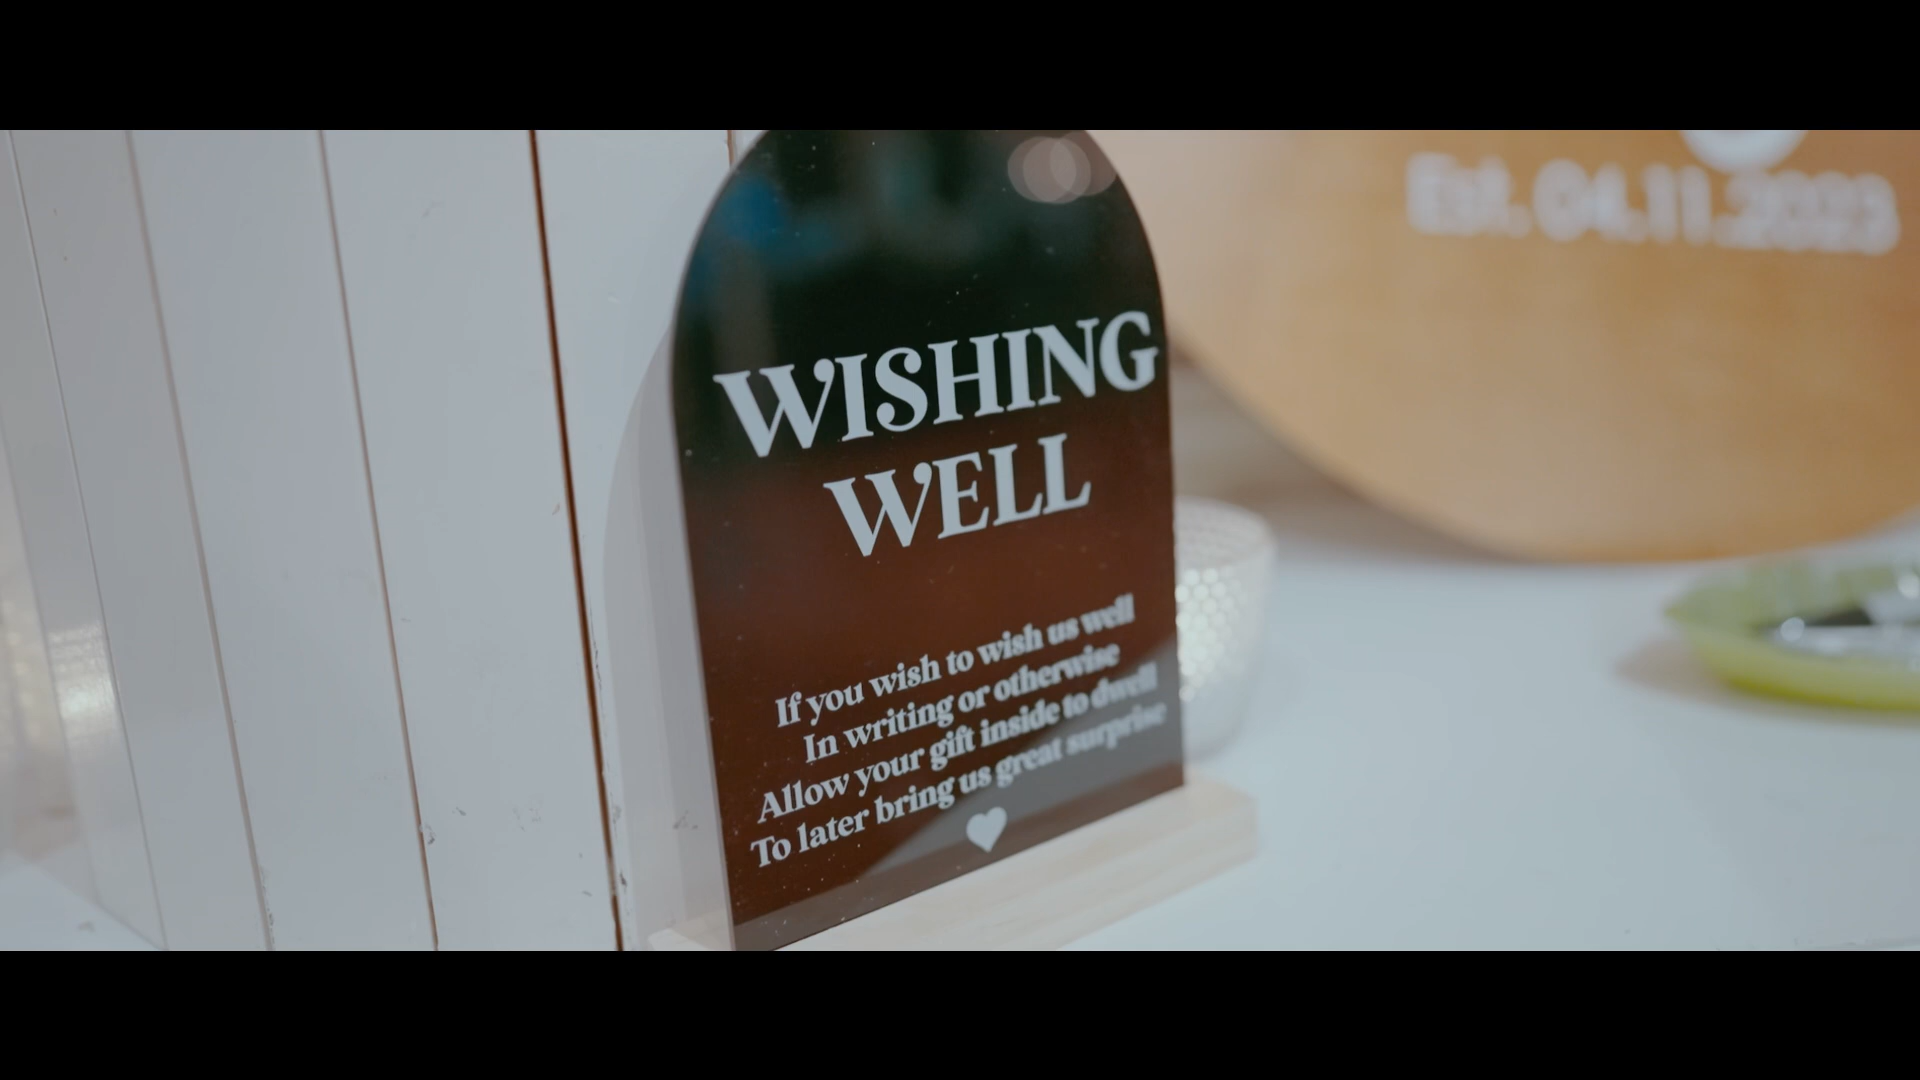 WISHING
WELL
If you wish to wish us well
In writing or otherwise
Allow your gift inside to dwell
To later bring us great surprise
Est. 04.11.2023